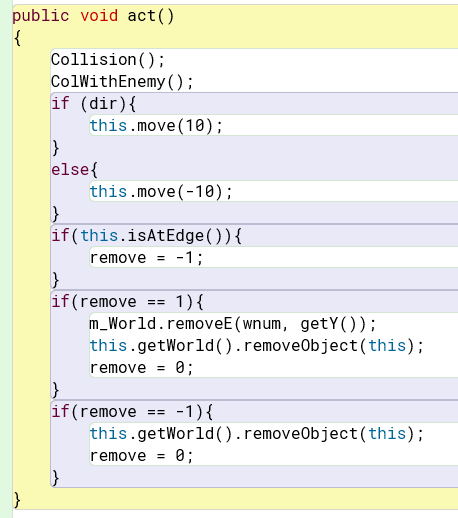 public void act()
{
    Collision();
    ColWithEnemy();
    if (dir){
        this.move(10);
    }
    else{
        this.move(-10);
    }
    if(this.isAtEdge()){
        remove = -1;
    }
    if(remove == 1){
        m_World.removeE(wnum, getY());
        this.getWorld().removeObject(this);
        remove = 0;
    }
    if(remove == -1){
        this.getWorld().removeObject(this);
        remove = 0;
    }
}